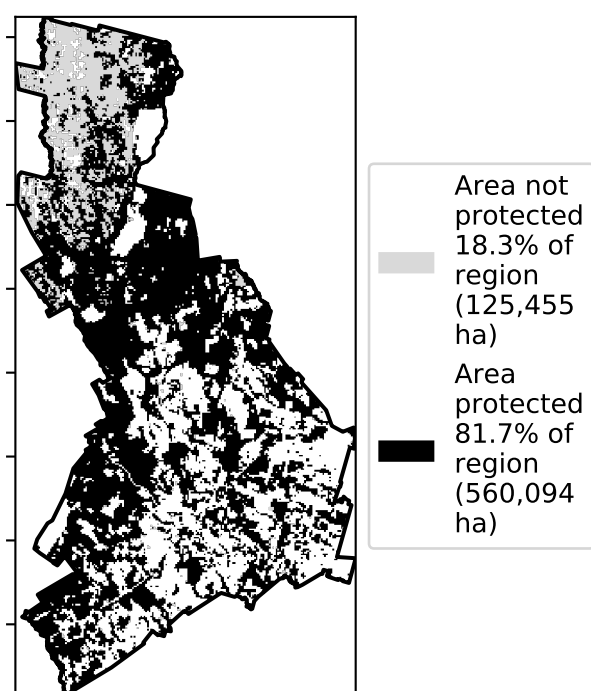 Area not
protected
18.3% of
region
(125,455
ha)
Area
protected
81.7% of
region
(560,094
ha)